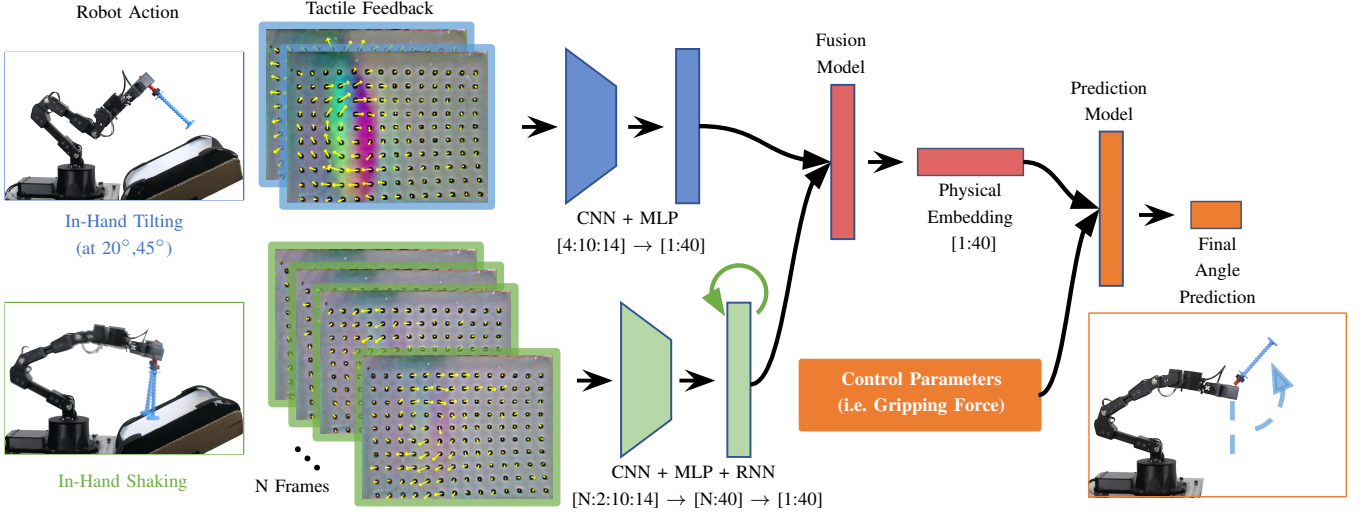 Robot Action
Tactile Feedback
In-Hand Tilting
(at 20°,45°)
CNN + MLP
[4:10:14] → [1:40]
Fusion
Model
Physical
Embedding
[1:40]
Prediction
Model
Final
Angle
Prediction
In-Hand Shaking
N Frames
CNN + MLP + RNN
[N:2:10:14] → [N:40] → [1:40]
Control Parameters
(i.e. Gripping Force)